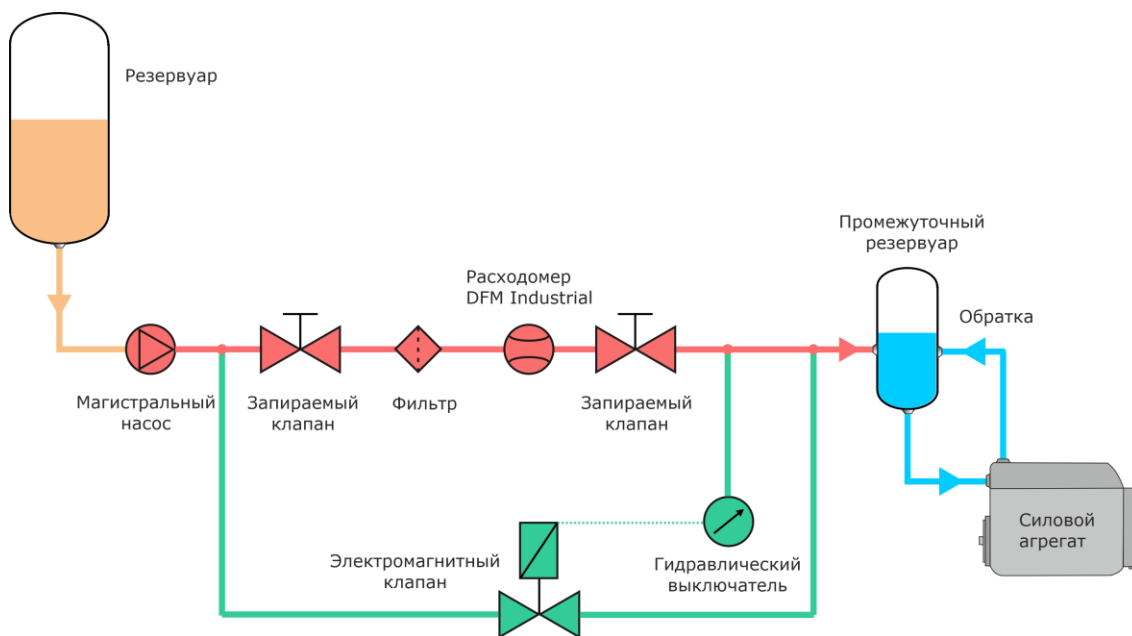 Резервуар
Промежуточный
резервуар
Расходомер
DFM Industrial
Обратка
Магистральный
насос
Запираемый
клапан
Фильтр
Запираемый
клапан
Силовой
агрегат
Электромагнитный
клапан
Гидравлический
выключатель